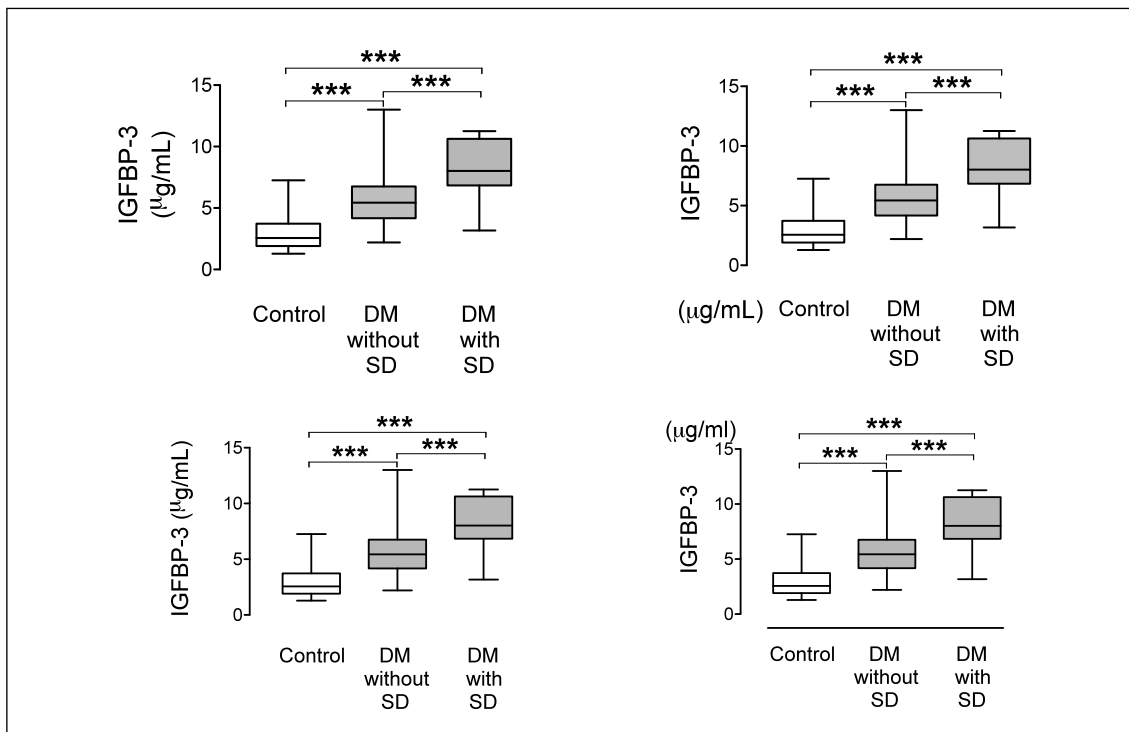 ***
*** ***
15
10
5
0
IGFBP-3
(μg/mL)
Control
DM
without
SD
DM
with
SD
***
*** ***
15
10
5
0
IGFBP-3
(μg/mL)
Control
DM
without
SD
DM
with
SD
***
*** ***
15
10
5
0
IGFBP-3 (μg/mL)
Control
DM
without
SD
DM
with
SD
(μg/ml)
***
*** ***
15
10
5
0
IGFBP-3
Control
DM
without
SD
DM
with
SD